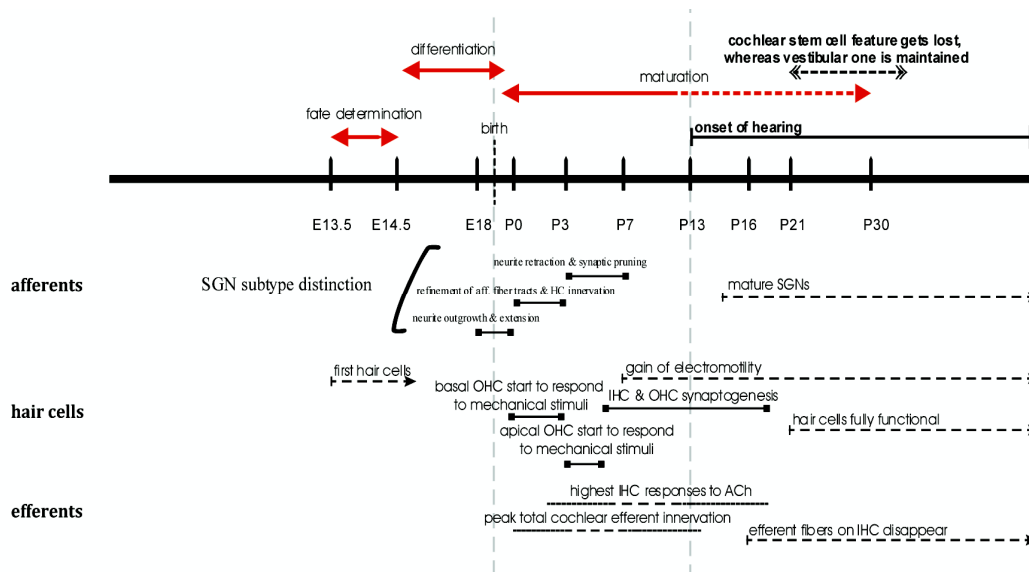 cochlear stem cell feature gets lost,
whereas vestibular one is maintained
differentiation
maturation
fate determination
birth
onset of hearing
E13.5
E14.5
E18
P0
P3
P7
P13
P16
P21
P30
afferents
SGN subtype distinction
neurite retraction & synaptic pruning
refinement of aff. fiber tracts & HC innervation
neurite outgrowth & extension
mature SGNs
hair cells
first hair cells
gain of electromotility
basal OHC start to respond
to mechanical stimuli
IHC & OHC synaptogenesis
hair cells fully functional
apical OHC start to respond
to mechanical stimuli
efferents
highest IHC responses to ACh
peak total cochlear efferent innervation
efferent fibers on IHC disappear